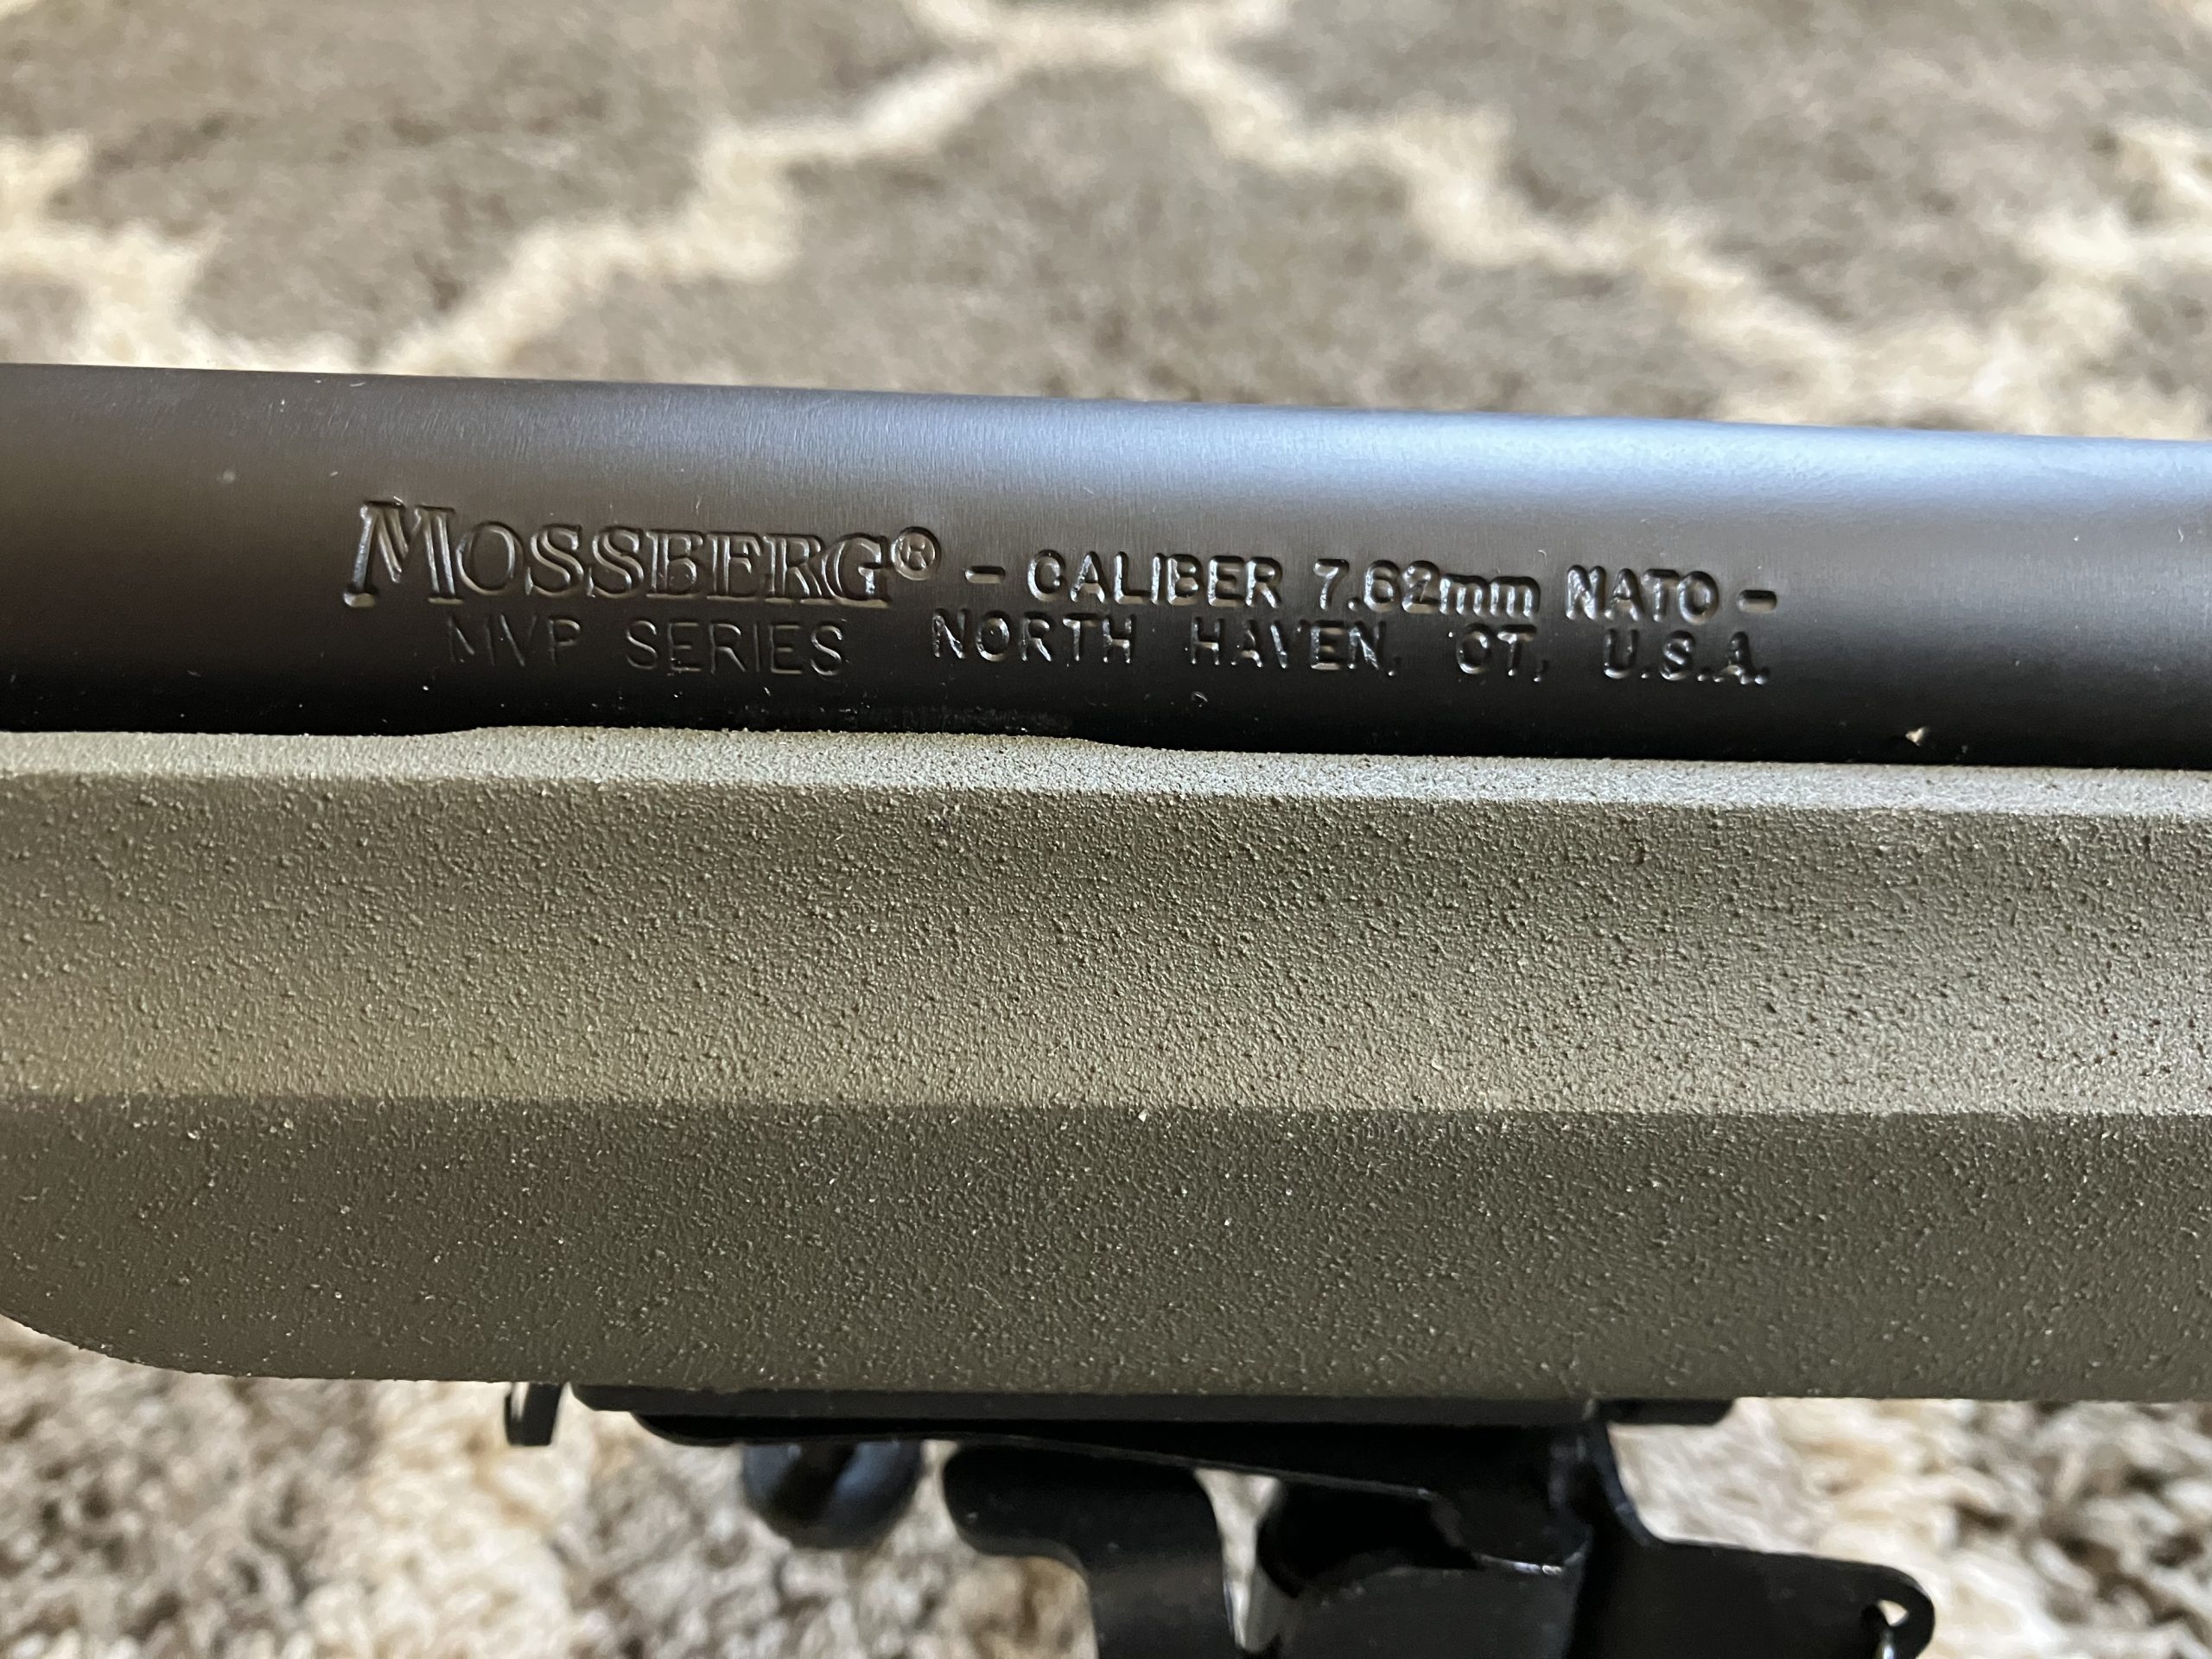 MOSSBERG® - CALIBER 7.62mm NATO -
MVP SERIES NORTH HAVEN, CT, U.S.A.